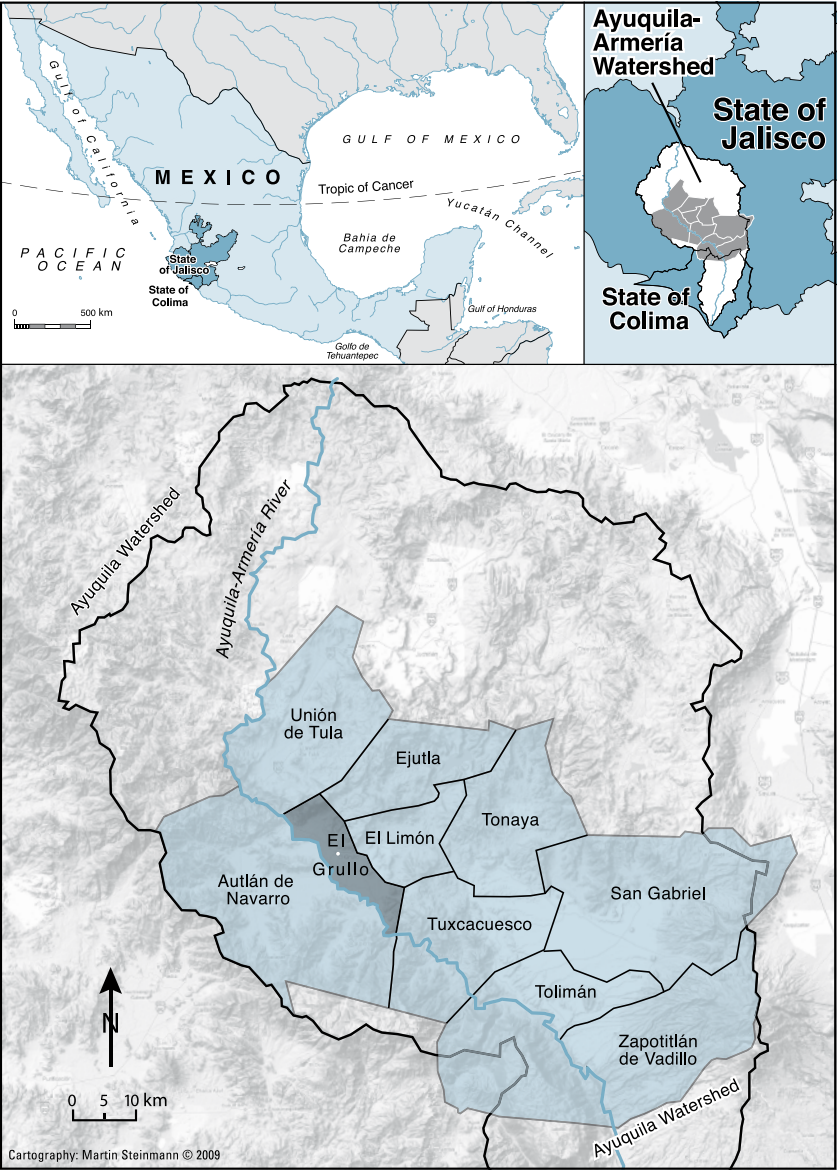 Gulf of California
GULF OF MEXICO
MEXICO
Tropic of Cancer
Yucatán Channel
Bahia de
Campeche
PACIFIC
OCEAN
State
of Jalisco
State of
Colima
0 500 km
Gulf of Honduras
Golfo de
Tehuantepec
Ayuquila-
Armería
Watershed
State of
Jalisco
State of
Colima
Ayuquila Watershed
Ayuquila-Armería River
Unión
de Tula
Ejutla
El
Grullo
El Limón
Tonaya
Autlán de
Navarro
San Gabriel
Tuxcacuesco
Tolimán
Zapotitlán
de Vadillo
N
0 5 10 km
Ayuquila Watershed
Cartography: Martin Steinmann © 2009